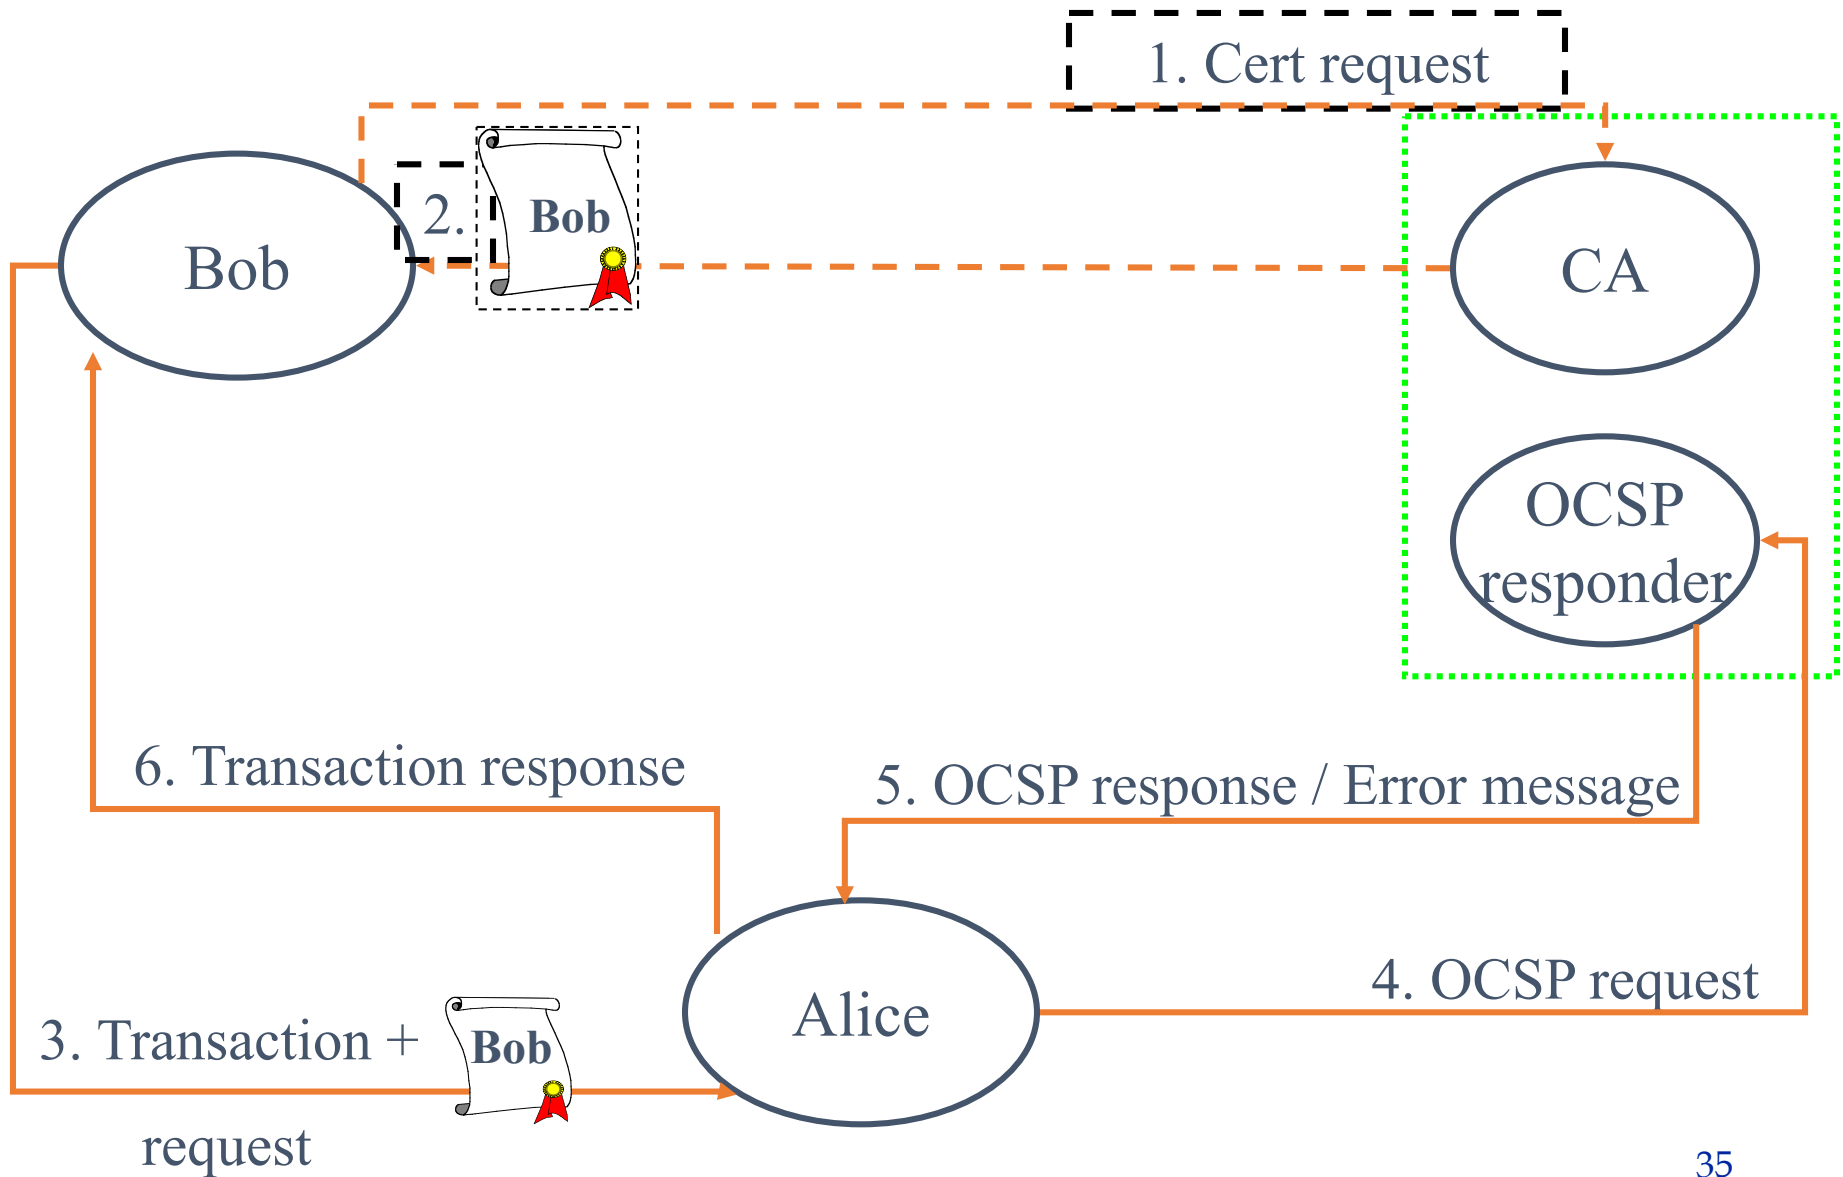 1. Cert request
2.
Bob
Bob
CA
OCSP
responder
6. Transaction response
5. OCSP response / Error message
4. OCSP request
Alice
3. Transaction +
Bob
request
35